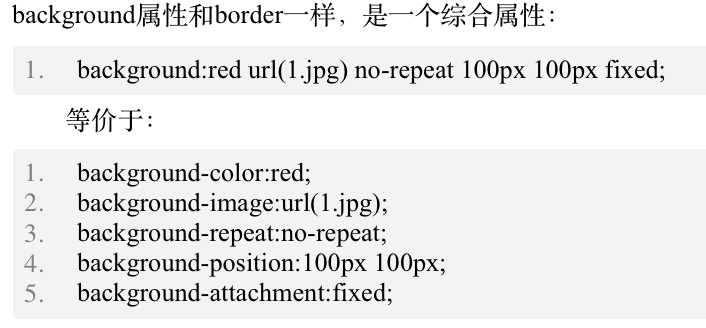 background属性和border一样，是一个综合属性：
1. background:red url(1.jpg) no-repeat 100px 100px fixed;
等价于：
1. background-color:red;
2. background-image:url(1.jpg);
3. background-repeat:no-repeat;
4. background-position:100px 100px;
5. background-attachment:fixed;